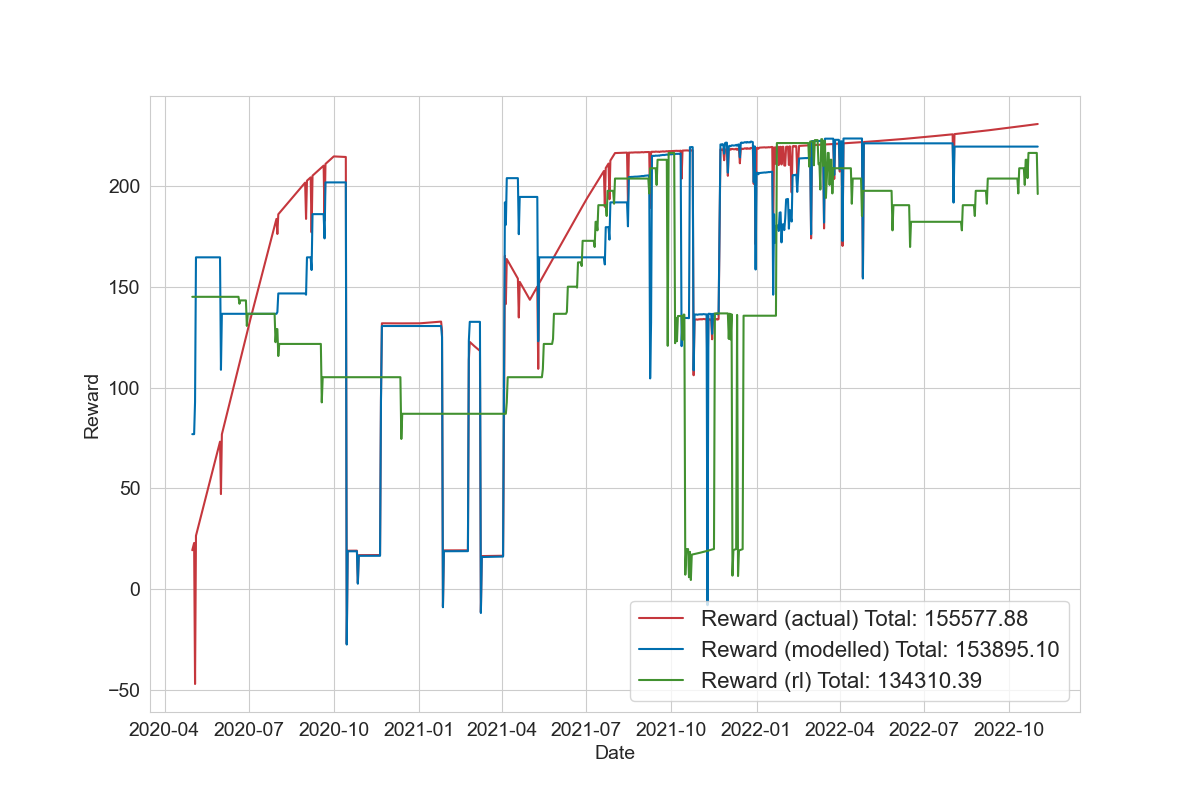 200
150
100
50
0
−50
Reward
2020-04 2020-07 2020-10 2021-01 2021-04 2021-07 2021-10 2022-01 2022-04 2022-07 2022-10
Date
Reward (actual) Total: 155577.88
Reward (modelled) Total: 153895.10
Reward (rl) Total: 134310.39